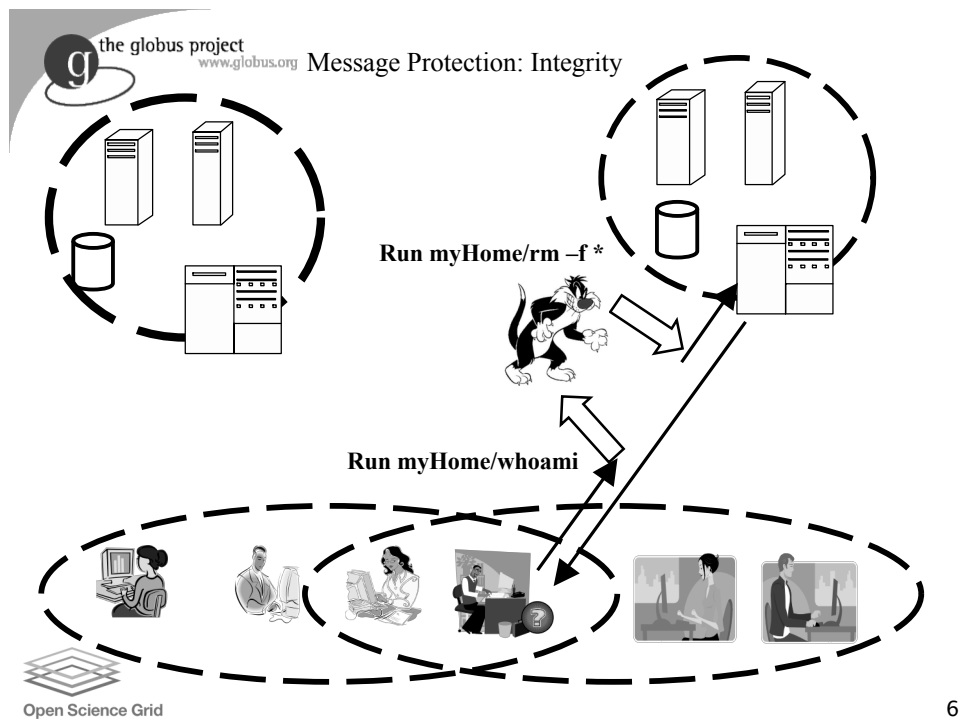 the globus project
www.globus.org
Message Protection: Integrity
Run myHome/rm –f *
Run myHome/whoami
?
Open Science Grid
6